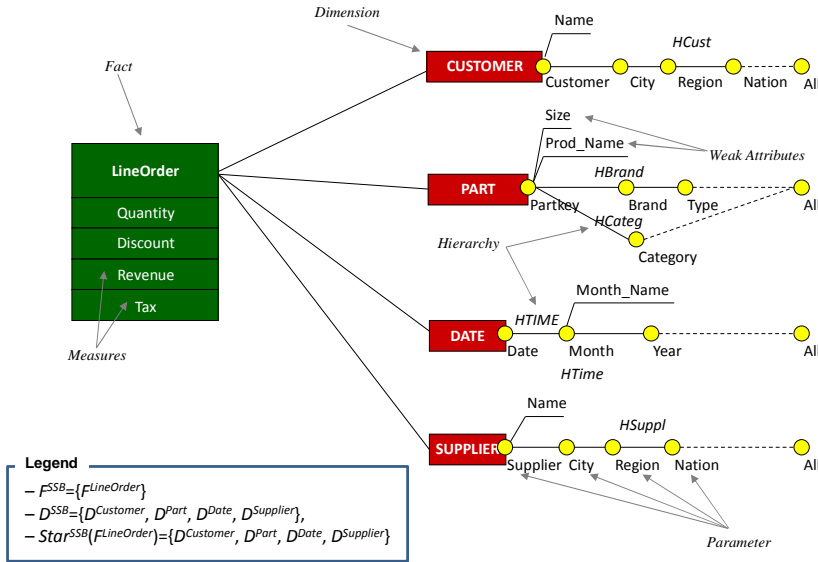 Dimension
Name
HCust
Fact
CUSTOMER
Customer
City
Region
Nation
All
Size
Prod_Name
Weak Attributes
LineOrder
HBrand
PART
Partkey
Brand
Type
All
Quantity
HCateg
Discount
Hierarchy
Category
Revenue
Month_Name
Tax
HTIME
DATE
Date
Month
Year
All
Measures
HTime
Name
HSuppl
SUPPLIER
Supplier
City
Region
Nation
All
Legend
– F^SSB={F^LineOrder}
– D^SSB={D^Customer, D^Part, D^Date, D^Supplier},
– Star^SSB(F^LineOrder)={D^Customer, D^Part, D^Date, D^Supplier}
Parameter